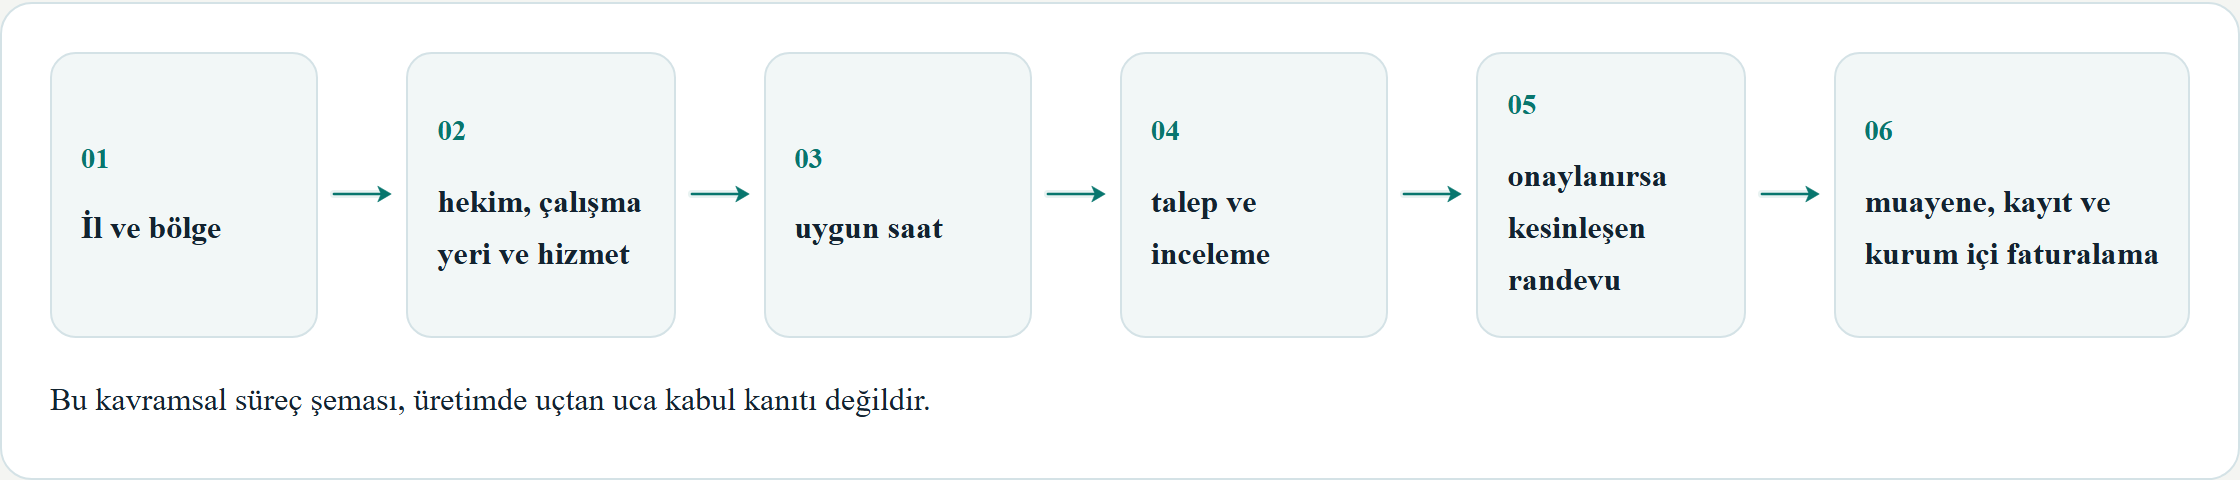 01
İl ve bölge
02
hekim, çalışma
yeri ve hizmet
03
uygun saat
04
talep ve
inceleme
05
onaylanırsa
kesinleşen
randevu
06
muayene, kayıt ve
kurum içi faturalama
Bu kavramsal süreç şeması, üretimde uçtan uca kabul kanıtı değildir.